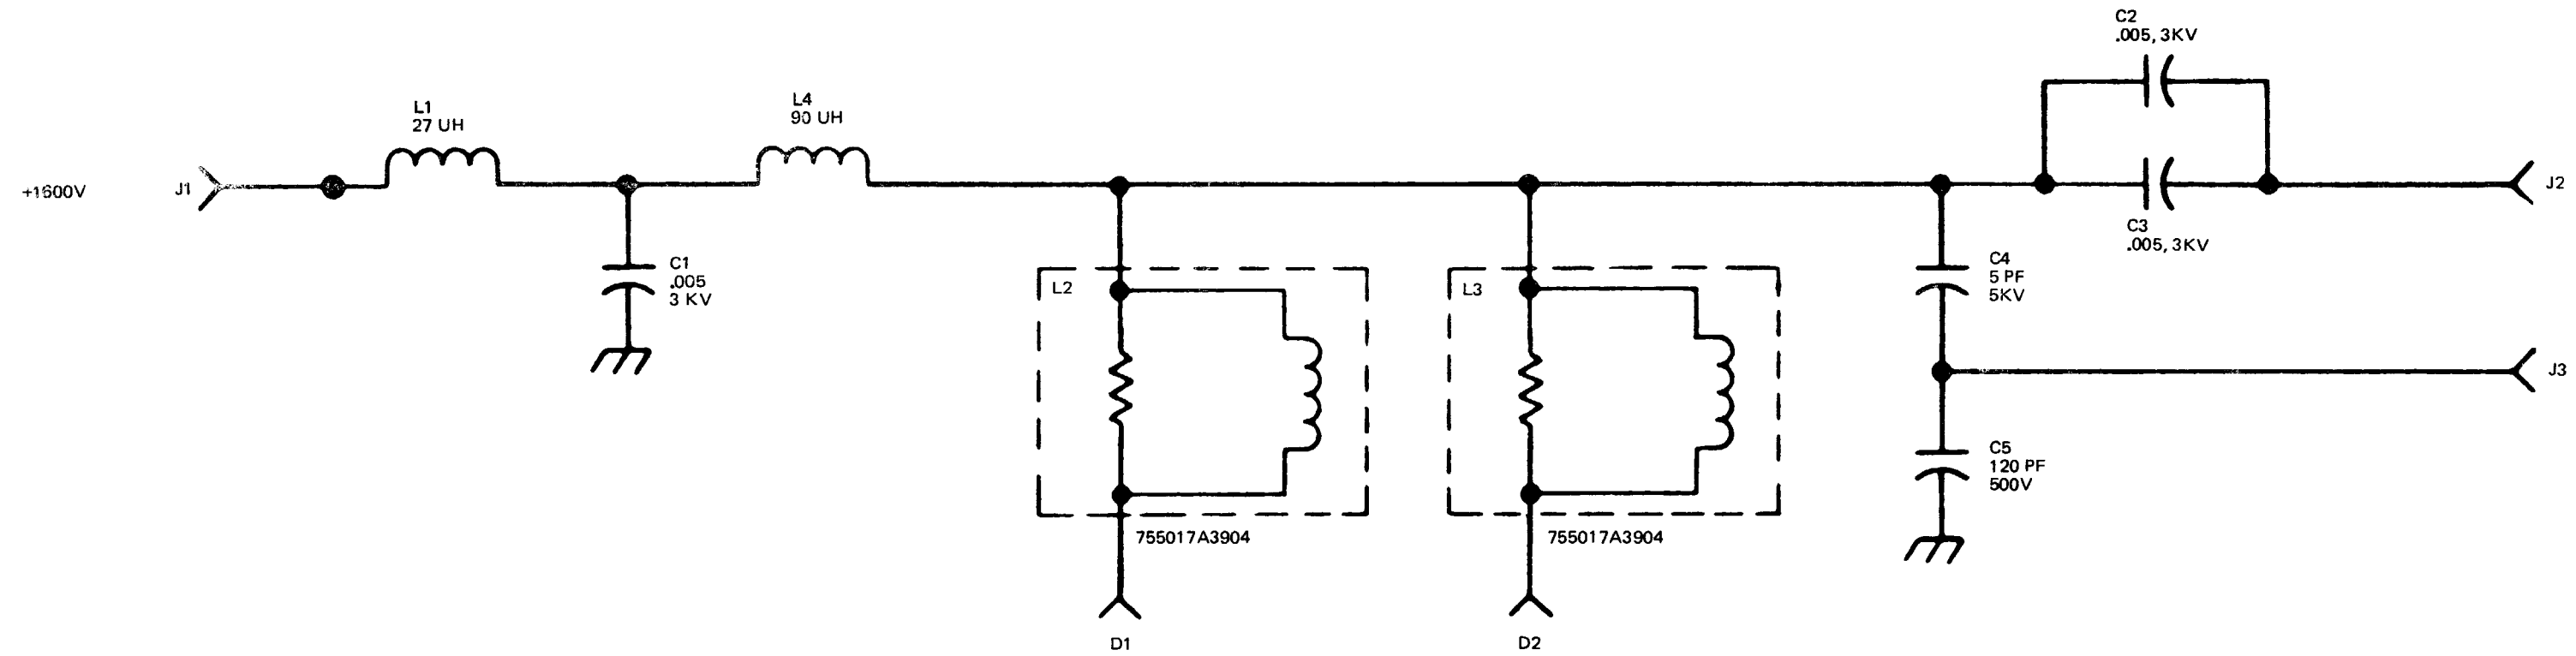 C2
.005, 3KV
L1
27 UH
L4
90 UH
+1600V
J1
J2
C3
.005, 3KV
C1
.005
3 KV
L2
L3
C4
5 PF
5KV
J3
C5
120 PF
500V
755017A3904
755017A3904
D1
D2